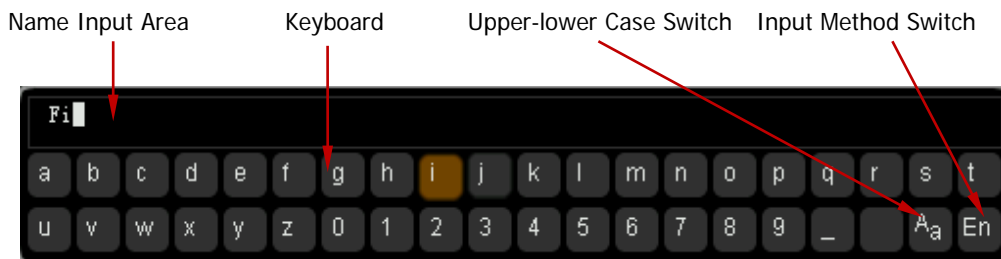 Name Input Area Keyboard Upper-lower Case Switch Input Method Switch
Fi
a b c d e f g h i j k l m n o p q r s t
u v w x y z 0 1 2 3 4 5 6 7 8 9 _ Aa En